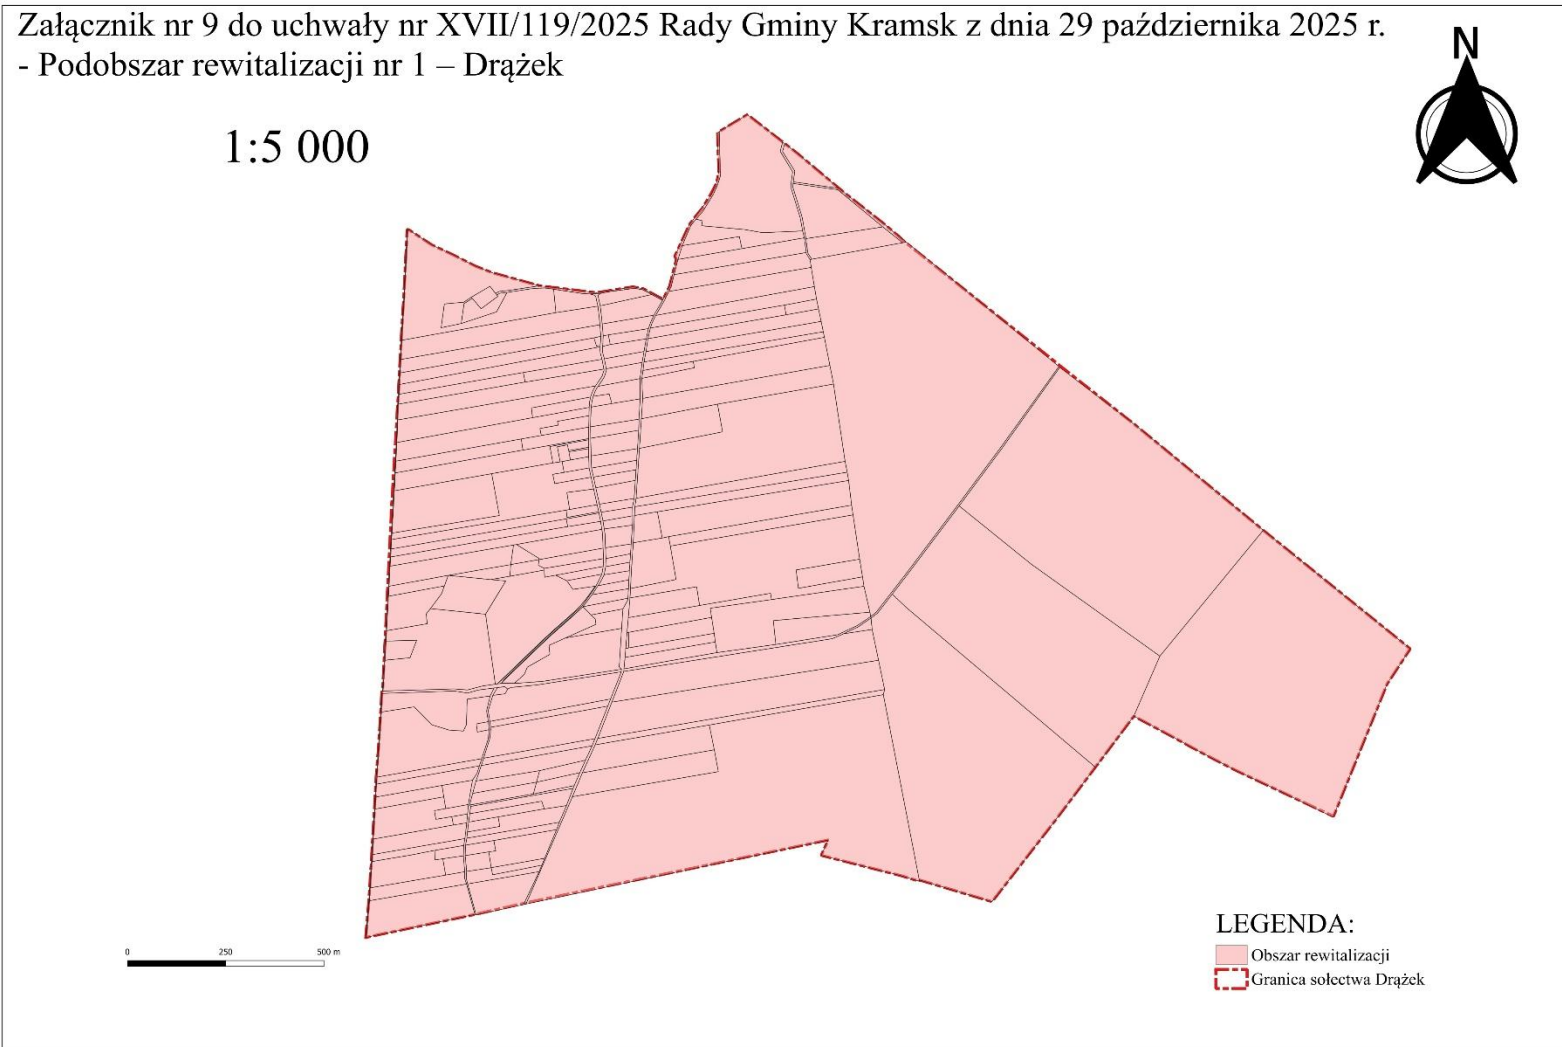 Załącznik nr 9 do uchwały nr XVII/119/2025 Rady Gminy Kramsk z dnia 29 października 2025 r.
- Podobszar rewitalizacji nr 1 – Drążek
N
1:5 000
0 250 500 m
LEGENDA:
Obszar rewitalizacji
Granica sołectwa Drążek